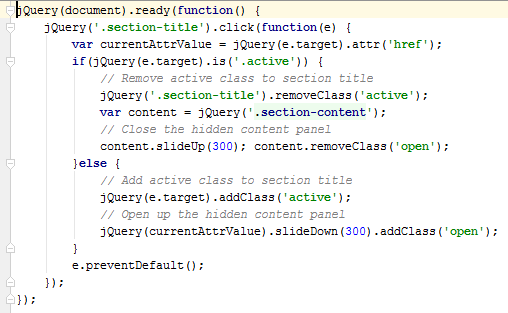 jQuery(document).ready(function() {
    jQuery('.section-title').click(function(e) {
        var currentAttrValue = jQuery(e.target).attr('href');
        if(jQuery(e.target).is('.active')) {
            // Remove active class to section title
            jQuery('.section-title').removeClass('active');
            var content = jQuery('.section-content');
            // Close the hidden content panel
            content.slideUp(300); content.removeClass('open');
        }else {
            // Add active class to section title
            jQuery(e.target).addClass('active');
            // Open up the hidden content panel
            jQuery(currentAttrValue).slideDown(300).addClass('open');
        }
        e.preventDefault();
    });
});